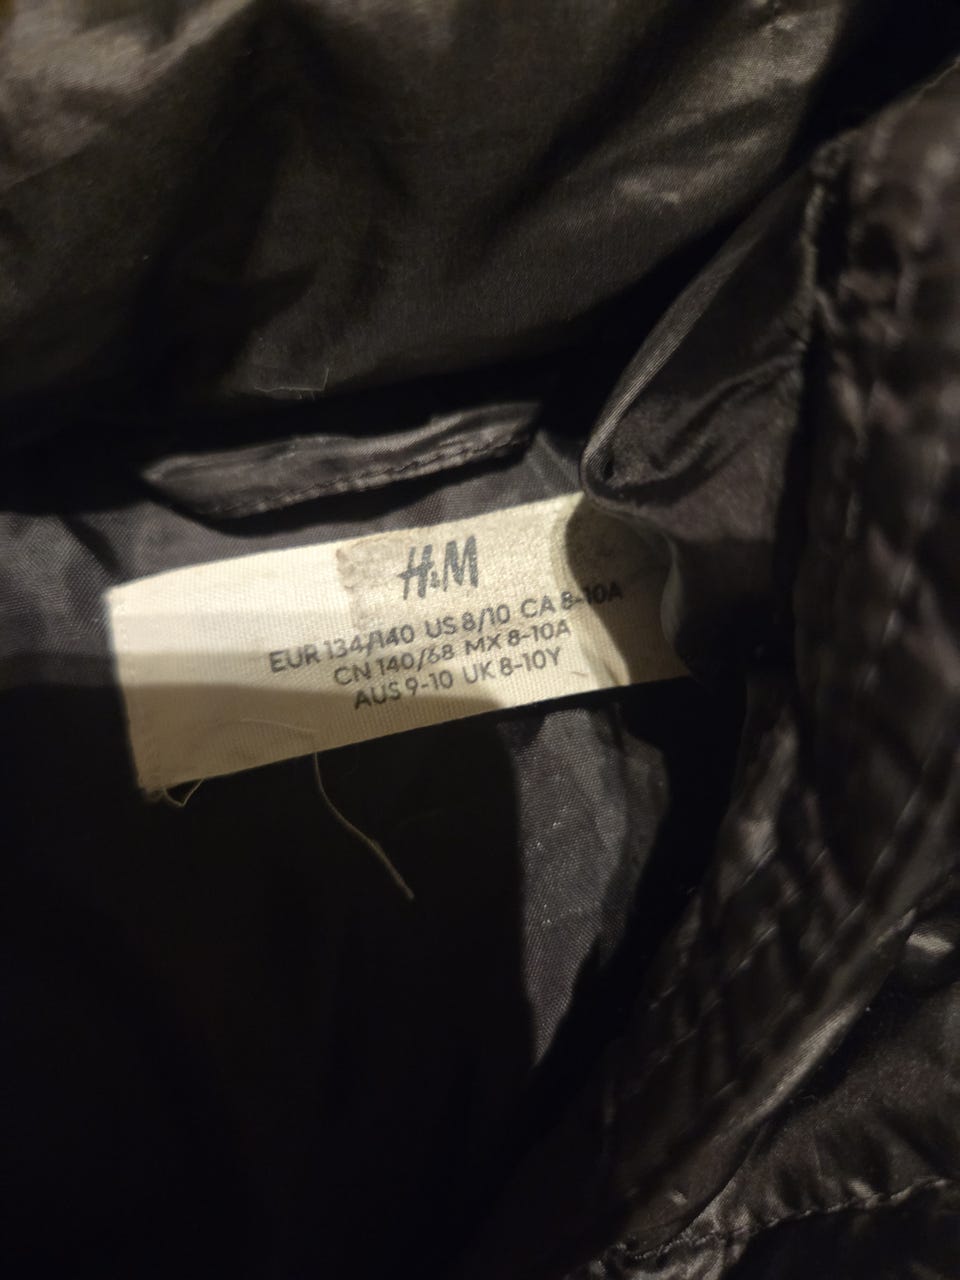 H&M
EUR 134/140 US 8/10 CA 8-10A
CN 140/68 MX 8-10A
AUS 9-10 UK 8-10Y